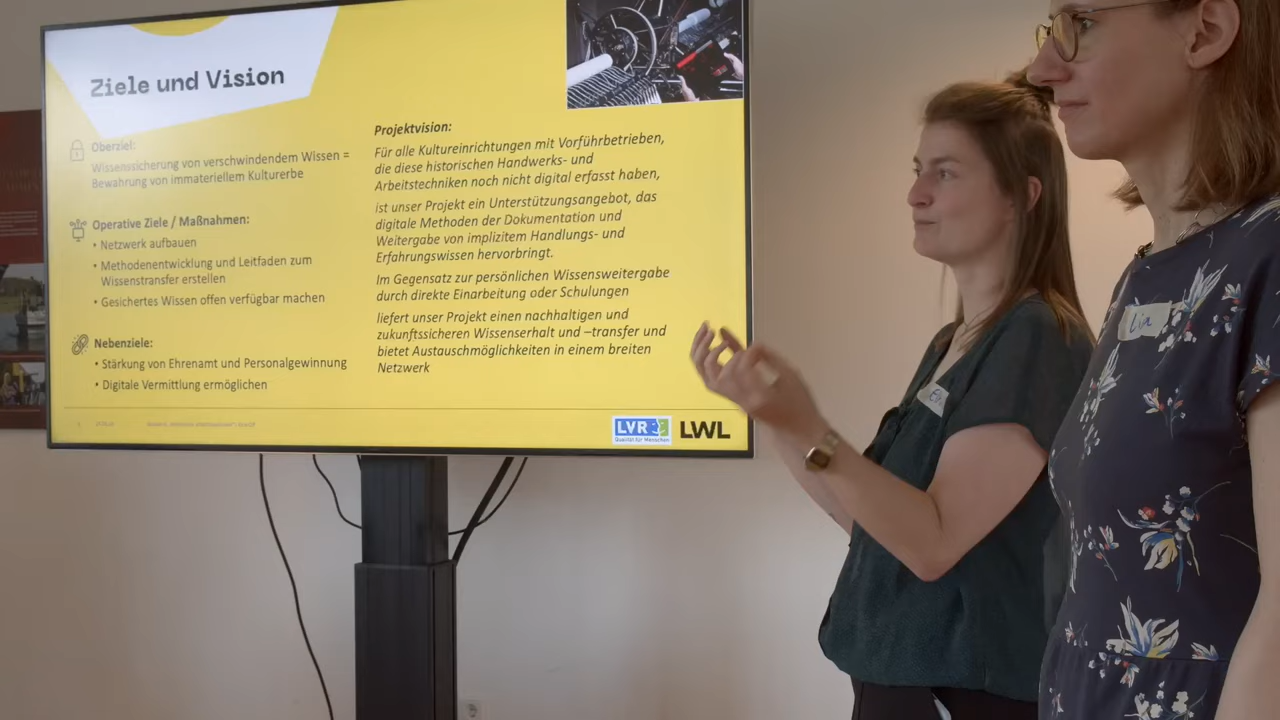 Ziele und Vision
Oberziel:
Wissenssicherung von verschwindendem Wissen =
Bewahrung von immateriellem Kulturerbe
Operative Ziele / Maßnahmen:
• Netzwerk aufbauen
• Methodenentwicklung und Leitfaden zum
Wissenstransfer erstellen
• Gesichertes Wissen offen verfügbar machen
Nebenziele:
• Stärkung von Ehrenamt und Personalgewinnung
• Digitale Vermittlung ermöglichen
Projektvision:
Für alle Kultureinrichtungen mit Vorführbetrieben,
die diese historischen Handwerks- und
Arbeitstechniken noch nicht digital erfasst haben,
ist unser Projekt ein Unterstützungsangebot, das
digitale Methoden der Dokumentation und
Weitergabe von implizitem Handlungs- und
Erfahrungswissen hervorbringt.
Im Gegensatz zur persönlichen Wissensweitergabe
durch direkte Einarbeitung oder Schulungen
liefert unser Projekt einen nachhaltigen und
zukunftssicheren Wissenserhalt und –transfer und
bietet Austauschmöglichkeiten in einem breiten
Netzwerk
LVR
Qualität für Menschen
LWL